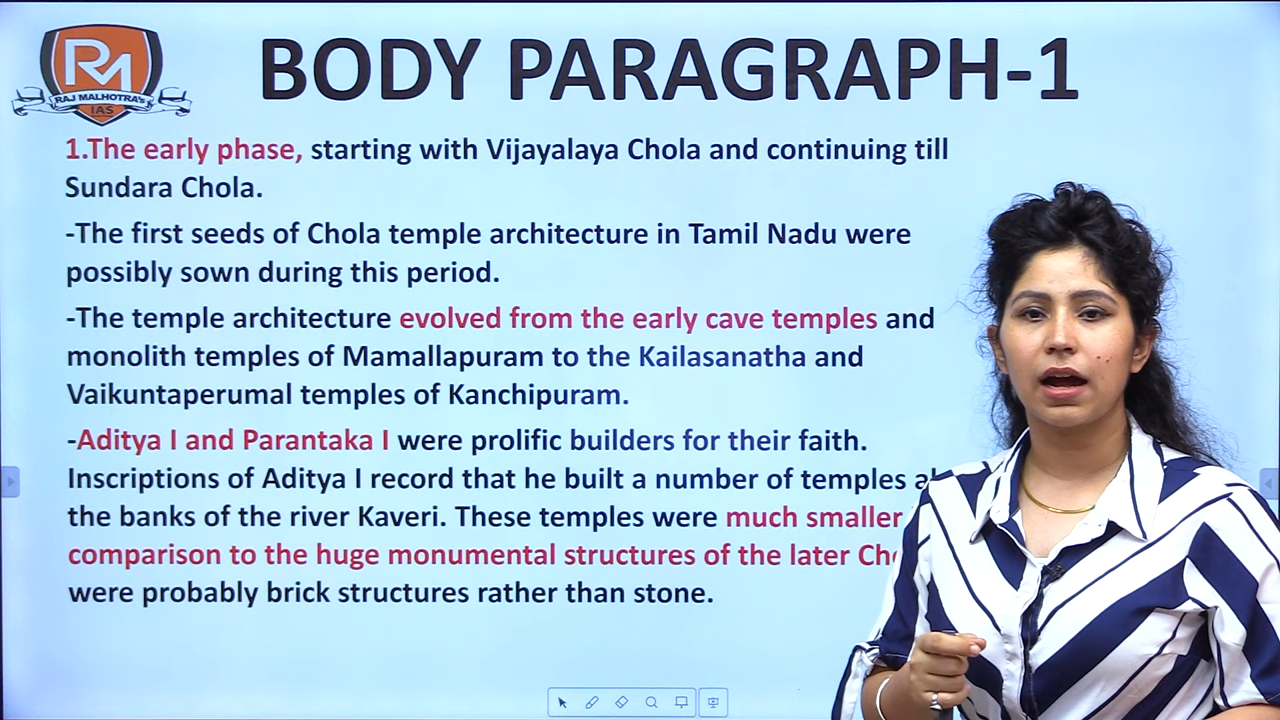 RM
RAJ MALHOTRA's
IAS
BODY PARAGRAPH-1
1.The early phase, starting with Vijayalaya Chola and continuing till
Sundara Chola.
-The first seeds of Chola temple architecture in Tamil Nadu were
possibly sown during this period.
-The temple architecture evolved from the early cave temples and
monolith temples of Mamallapuram to the Kailasanatha and
Vaikuntaperumal temples of Kanchipuram.
-Aditya I and Parantaka I were prolific builders for their faith.
Inscriptions of Aditya I record that he built a number of temples
the banks of the river Kaveri. These temples were much smaller
comparison to the huge monumental structures of the later
were probably brick structures rather than stone.